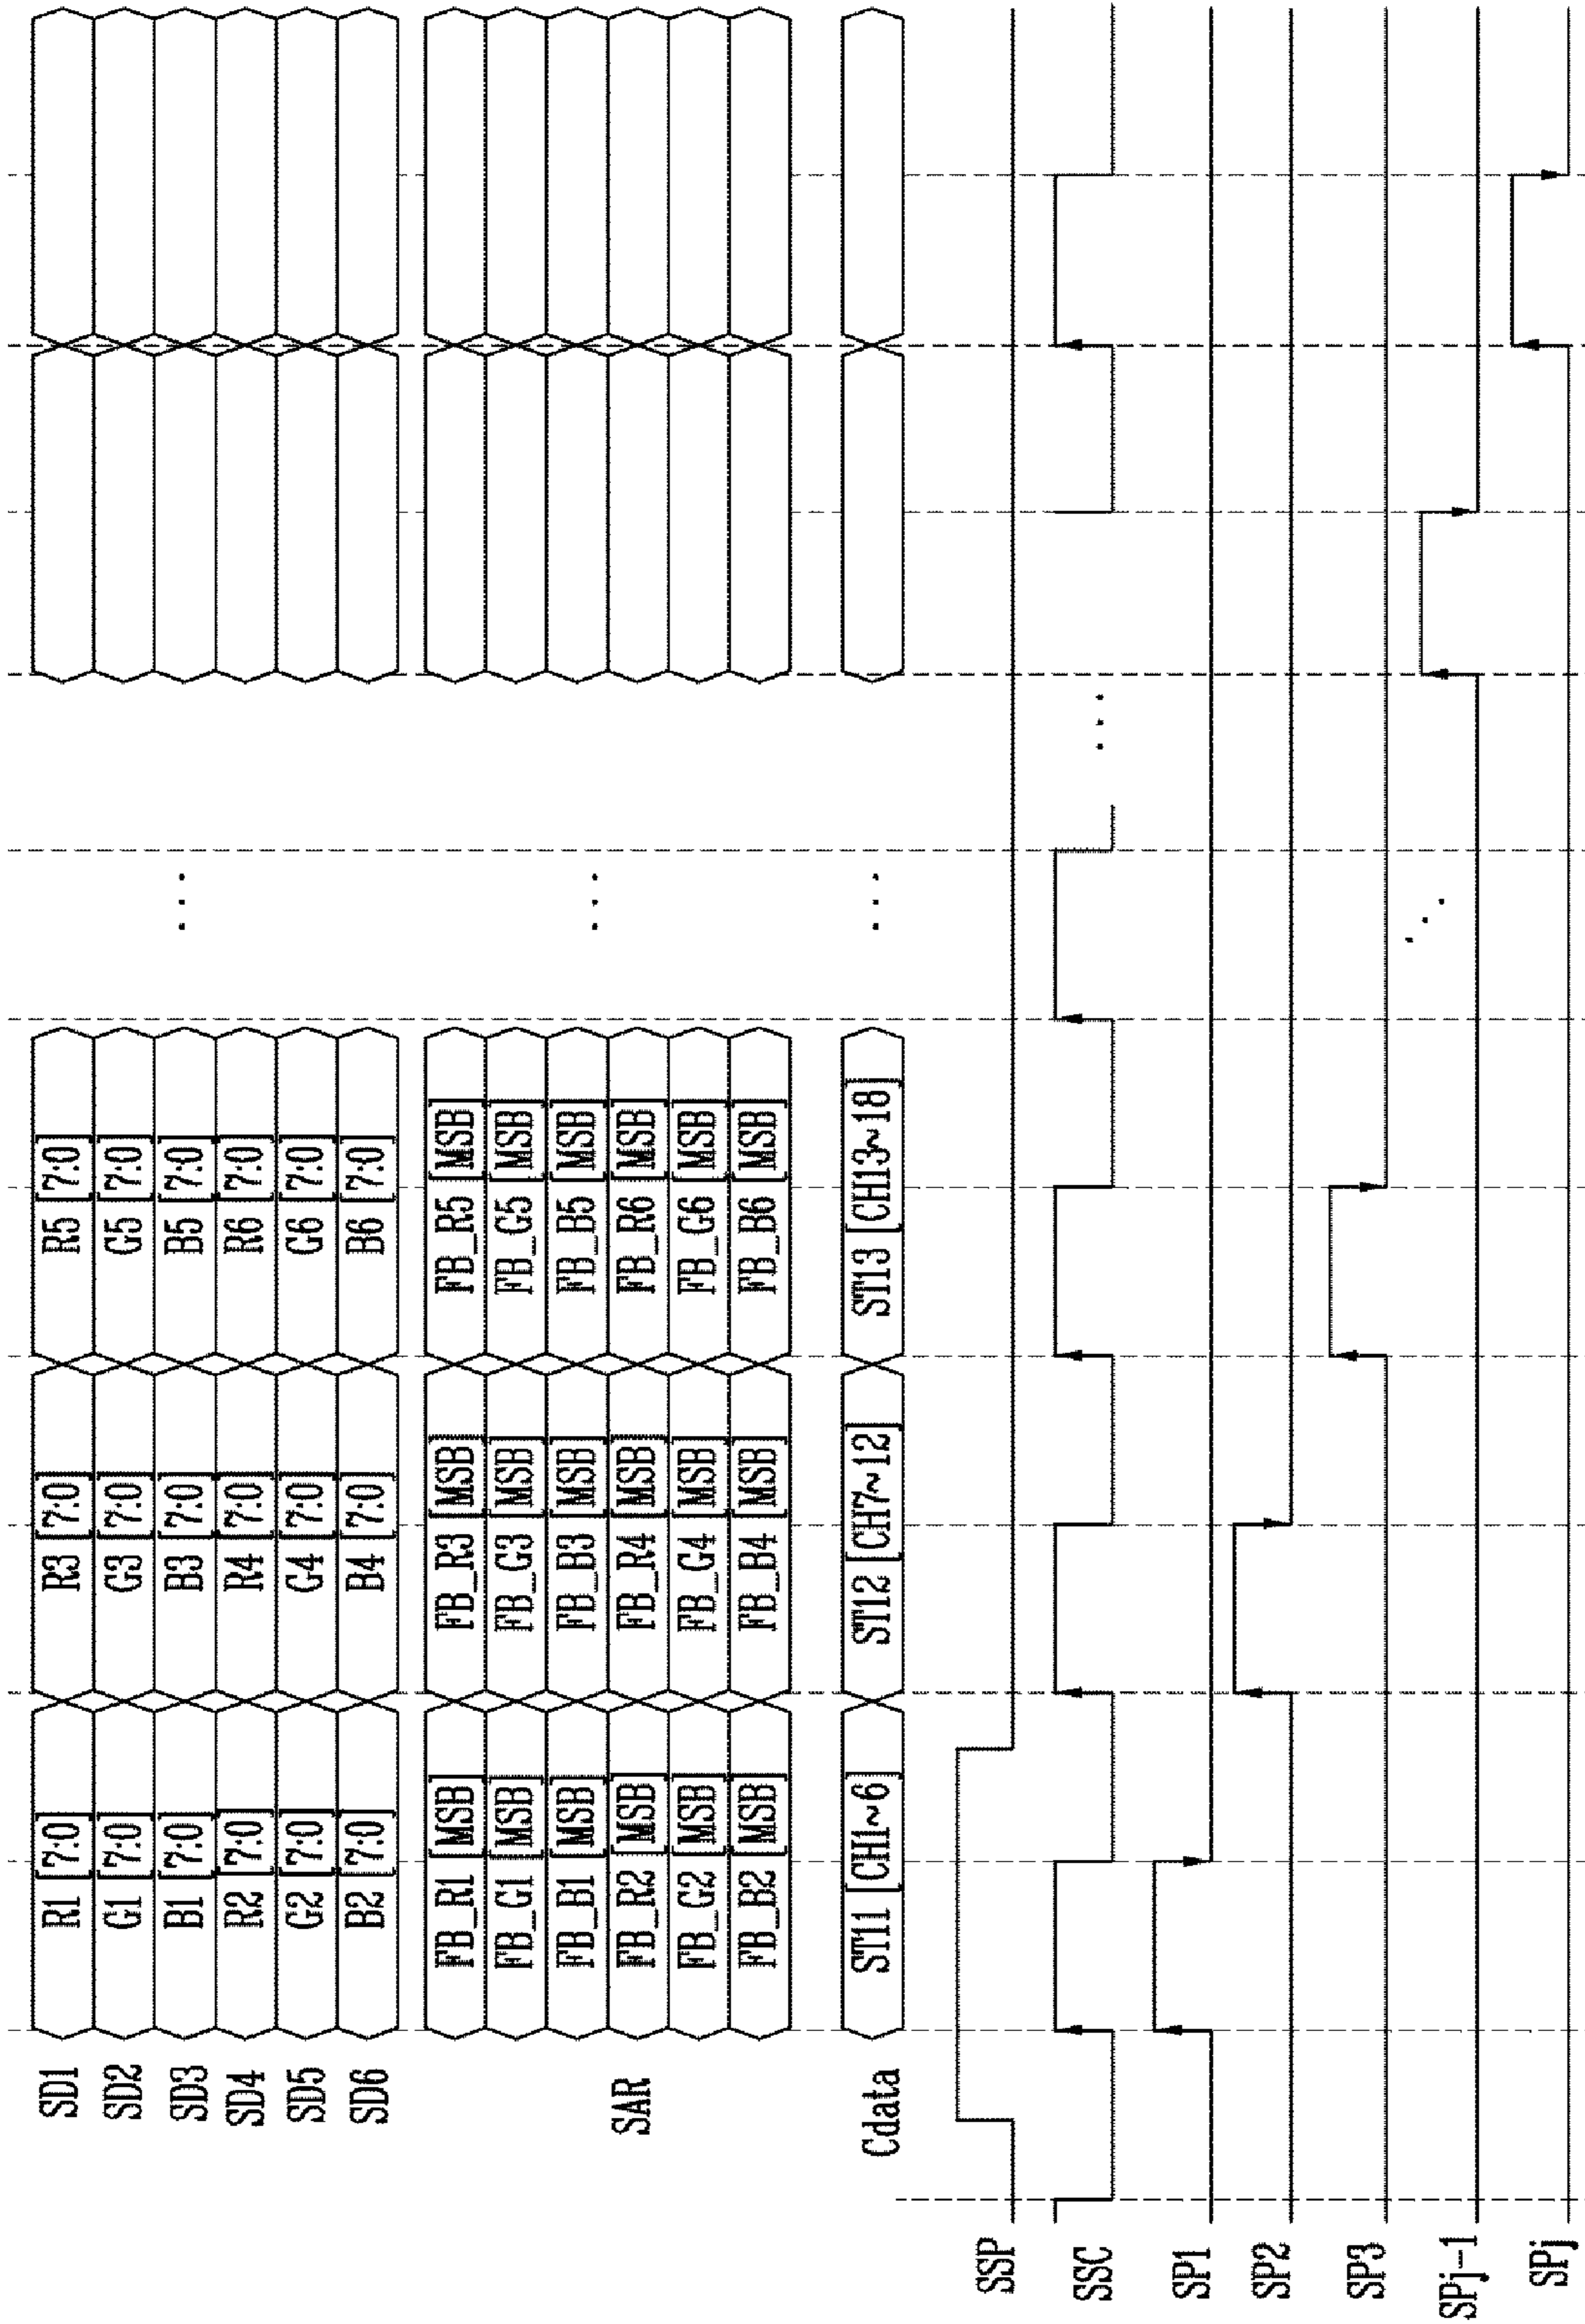 SD1 R1 [7:0] R3 [7:0] R5 [7:0]
SD2 G1 [7:0] G3 [7:0] G5 [7:0]
SD3 B1 [7:0] B3 [7:0] B5 [7:0]
SD4 R2 [7:0] R4 [7:0] R6 [7:0]
SD5 G2 [7:0] G4 [7:0] G6 [7:0]
SD6 B2 [7:0] B4 [7:0] B6 [7:0]
...
FB_R1 [MSB] FB_R3 [MSB] FB_R5 [MSB]
FB_G1 [MSB] FB_G3 [MSB] FB_G5 [MSB]
FB_B1 [MSB] FB_B3 [MSB] FB_B5 [MSB]
SAR FB_R2 [MSB] FB_R4 [MSB] FB_R6 [MSB]
FB_G2 [MSB] FB_G4 [MSB] FB_G6 [MSB]
FB_B2 [MSB] FB_B4 [MSB] FB_B6 [MSB]
...
Cdata ST11 [CH1~6] ST12 [CH7~12] ST13 [CH13~18] ...
SSP
SSC ...
SP1
SP2
SP3
...
SPj-1
SPj